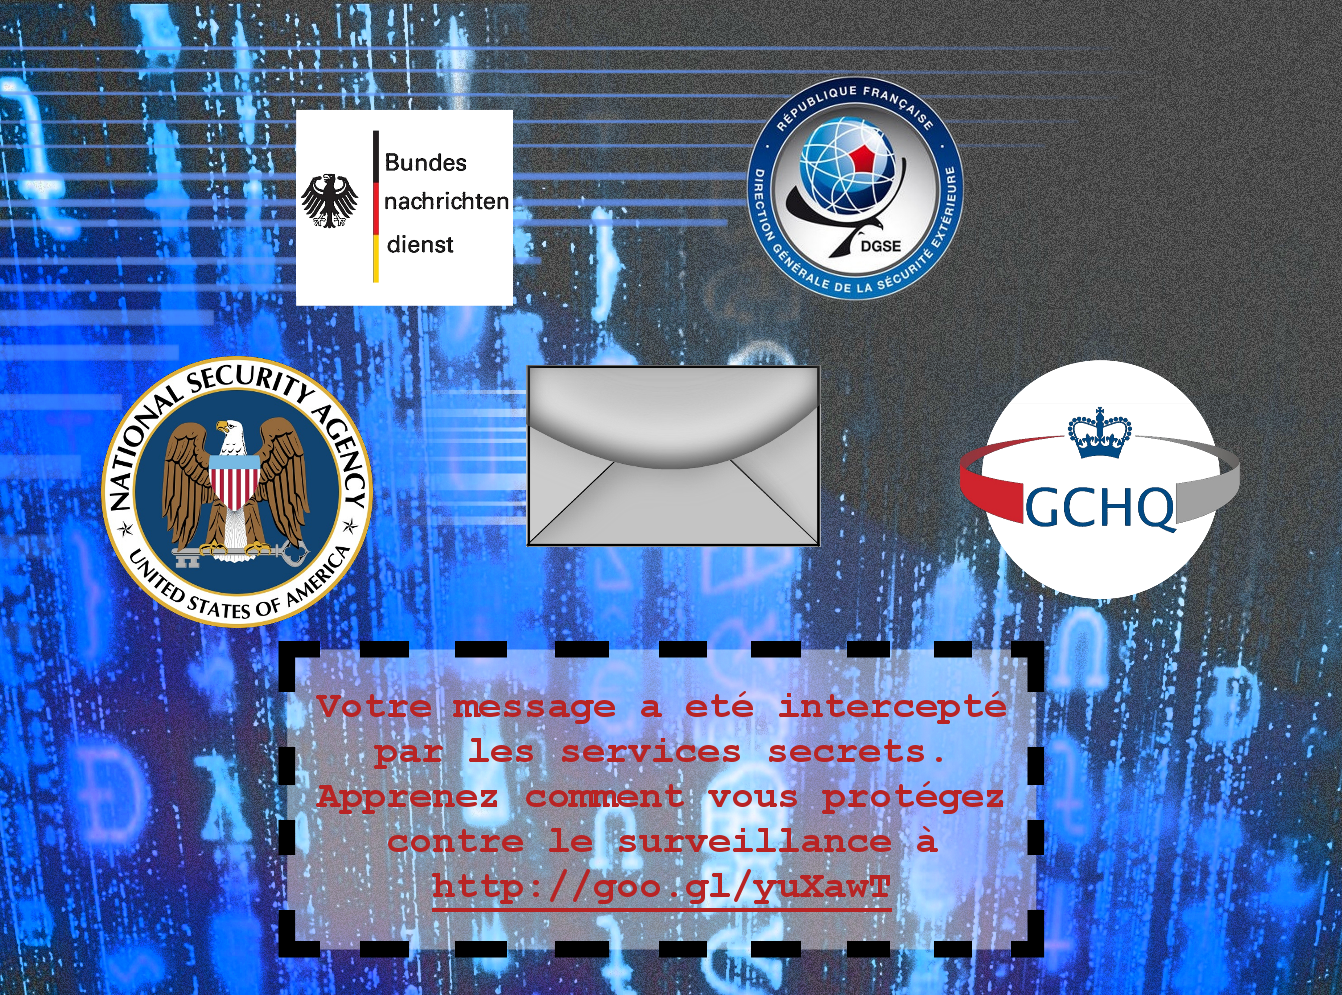 Bundes
nachrichten
dienst
RÉPUBLIQUE FRANÇAISE
DIRECTION GÉNÉRALE DE LA SÉCURITÉ EXTÉRIEURE
DGSE
NATIONAL SECURITY AGENCY
UNITED STATES OF AMERICA
GCHQ
Votre message a eté intercepté
par les services secrets.
Apprenez comment vous protégez
contre le surveillance à
http://goo.gl/yuXawT